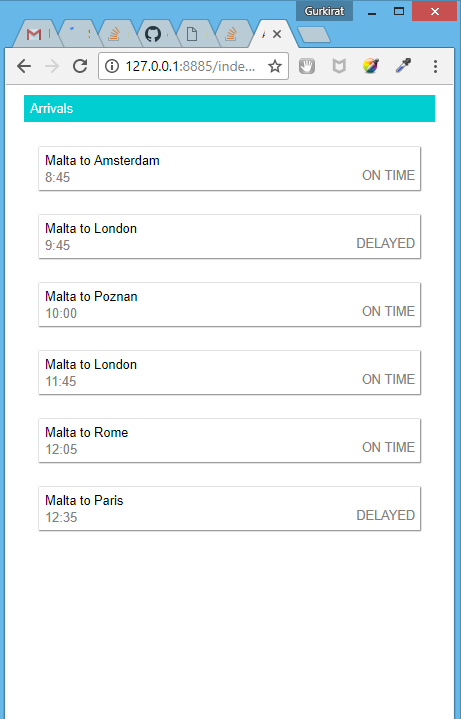 Gurkirat
127.0.0.1:8885/inde...
Arrivals
Malta to Amsterdam
8:45
ON TIME
Malta to London
9:45
DELAYED
Malta to Poznan
10:00
ON TIME
Malta to London
11:45
ON TIME
Malta to Rome
12:05
ON TIME
Malta to Paris
12:35
DELAYED